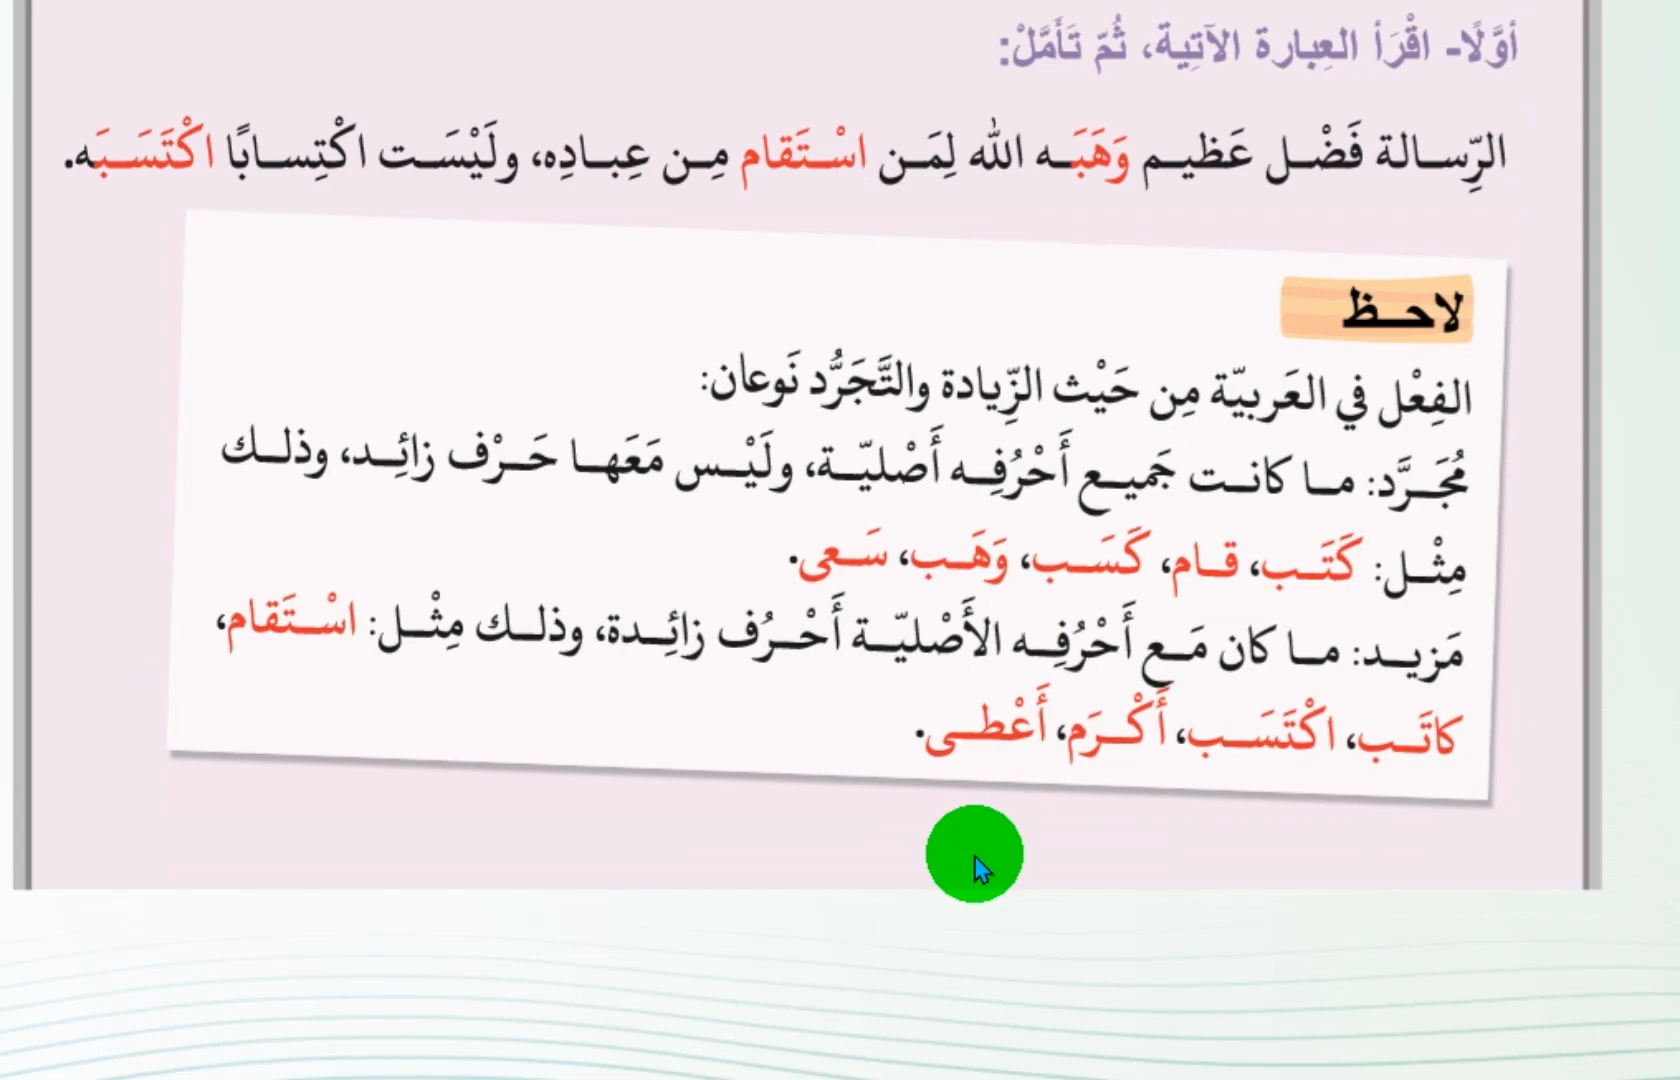 أوَّلًا- اقْرَأ العِبارة الآتِية، ثُمّ تَأَمَّلْ:
الرِّسالة فَضْل عَظيم وَهَبَه الله لِمَن اسْتَقام مِن عِبادِه، ولَيْسَت اكْتِسابًا اكْتَسَبَه.
لاحظ
الفِعْل في العَربيّة مِن حَيْث الزِّيادة والتَّجَرُّد نَوعان:
مُجَرَّد: ما كانت جَميع أَحْرُفِه أَصْليّة، ولَيْس مَعَها حَرْف زائِد، وذلك
مِثْل: كَتَب، قام، كَسَب، وَهَب، سَعى.
مَزيد: ما كان مَع أَحْرُفِه الأَصْليّة أَحْرُف زائِدة، وذلك مِثْل: اسْتَقام،
كاتَب، اكْتَسَب، أَكْرَم، أَعْطى.